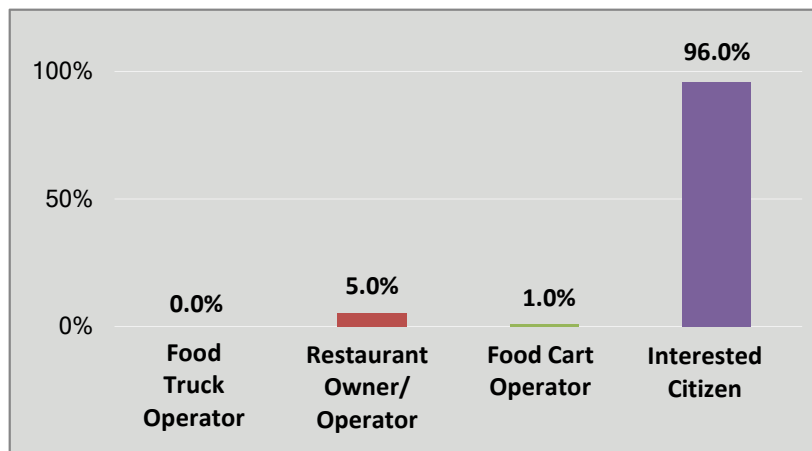 96.0%
100%
50%
5.0%
1.0%
0.0%
0%
Food
Truck
Operator
Restaurant
Owner/
Operator
Food Cart
Operator
Interested
Citizen